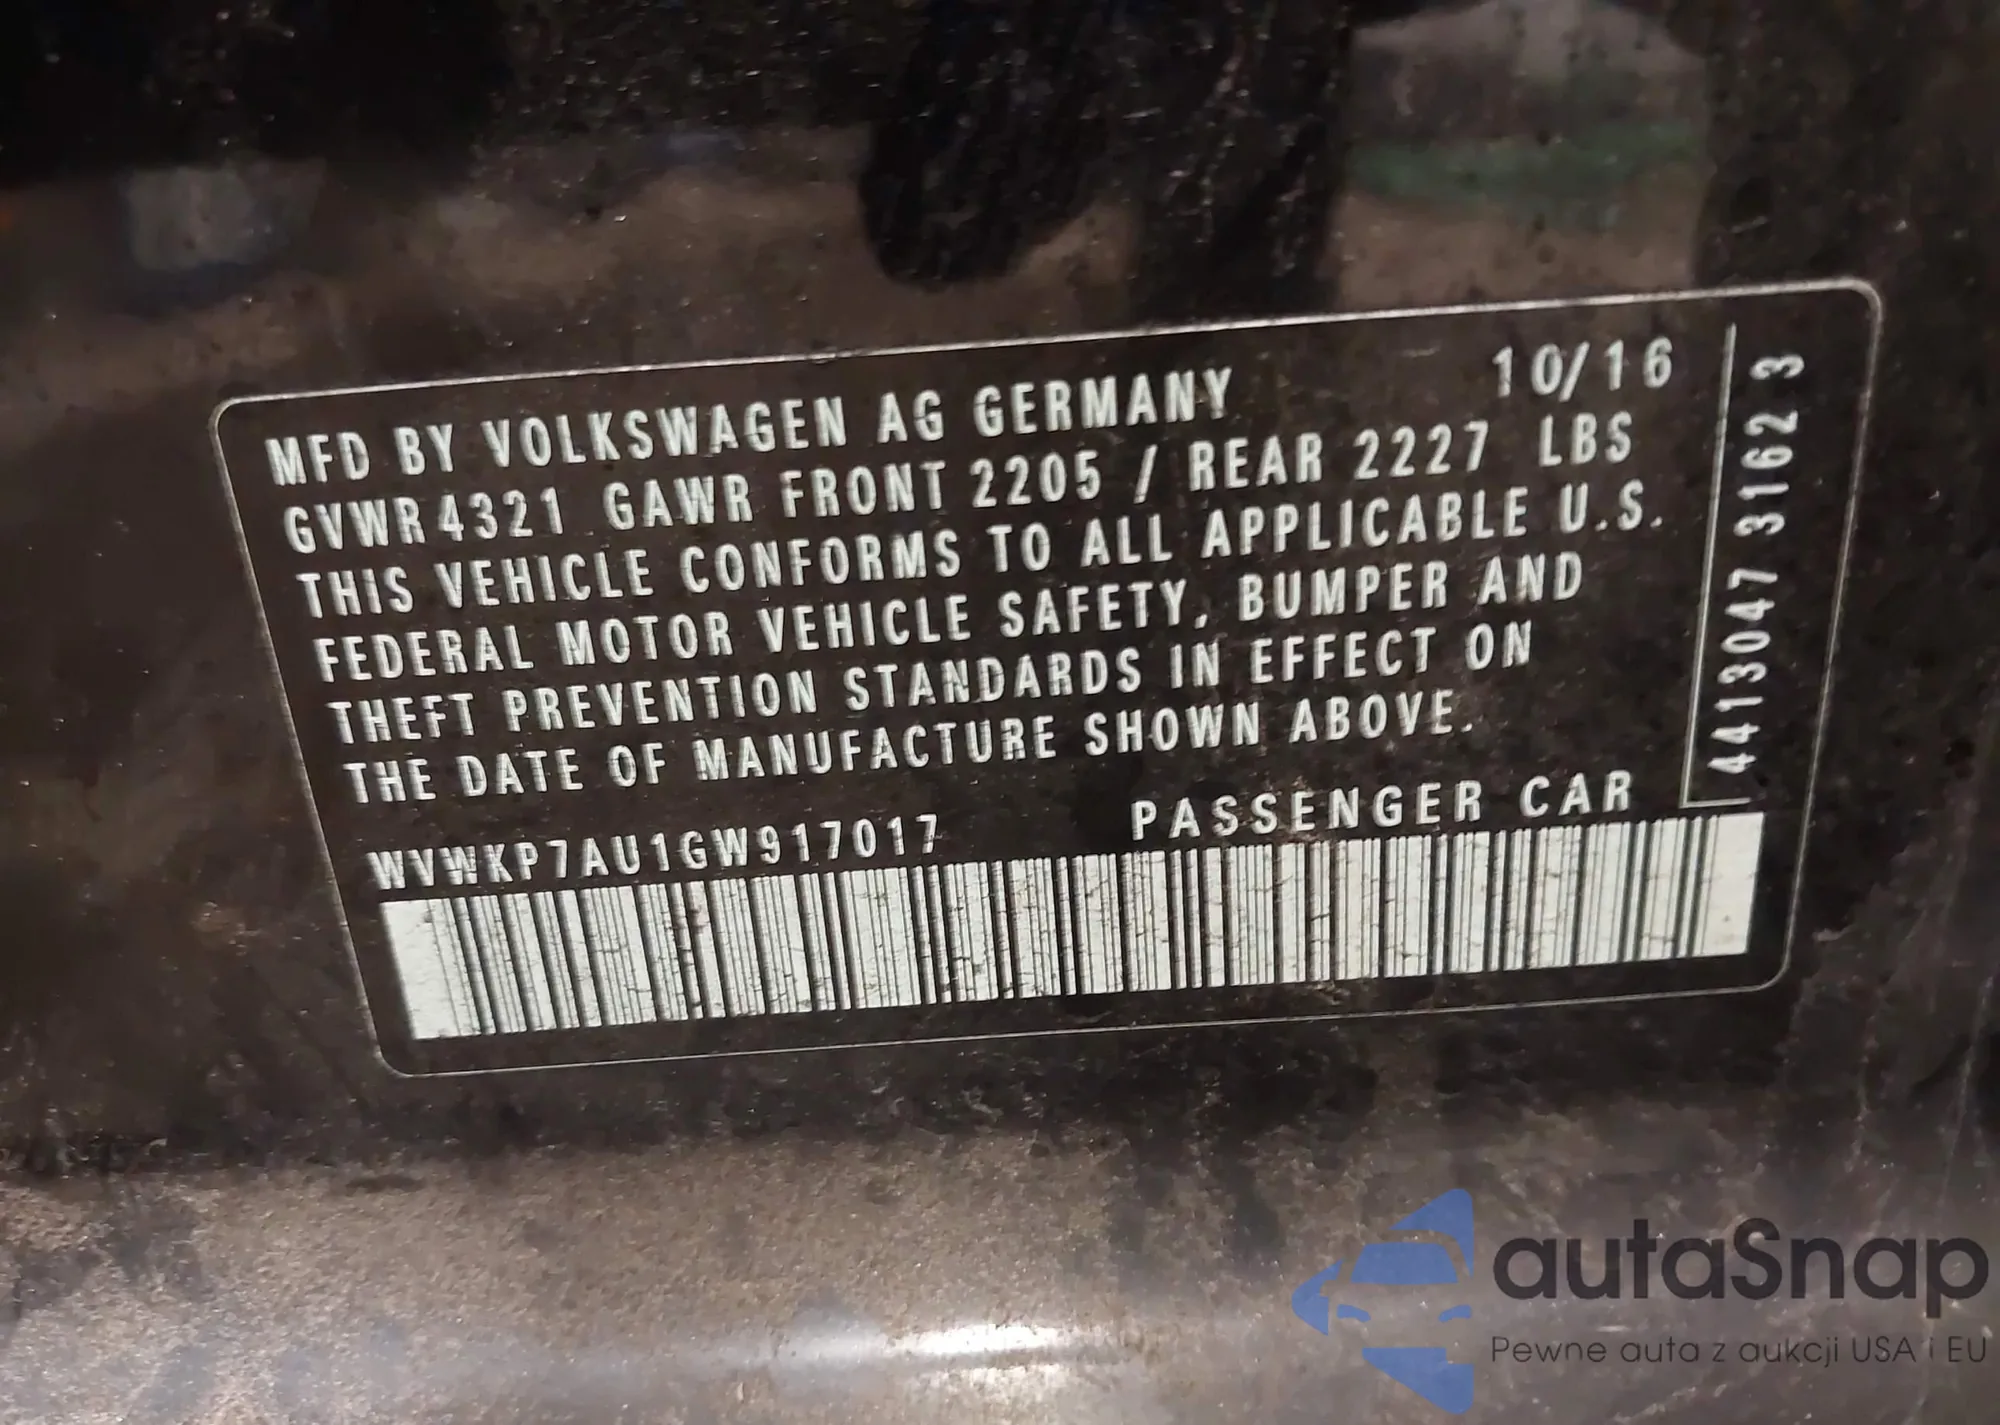 MFD BY VOLKSWAGEN AG GERMANY 10/16
GVWR 4321 GAWR FRONT 2205 / REAR 2227 LBS
THIS VEHICLE CONFORMS TO ALL APPLICABLE U.S.
FEDERAL MOTOR VEHICLE SAFETY, BUMPER AND
THEFT PREVENTION STANDARDS IN EFFECT ON
THE DATE OF MANUFACTURE SHOWN ABOVE.
WVWKP7AU1GW917017 PASSENGER CAR
4413047 3162 3
autaSnap
Pewne auta z aukcji USA i EU